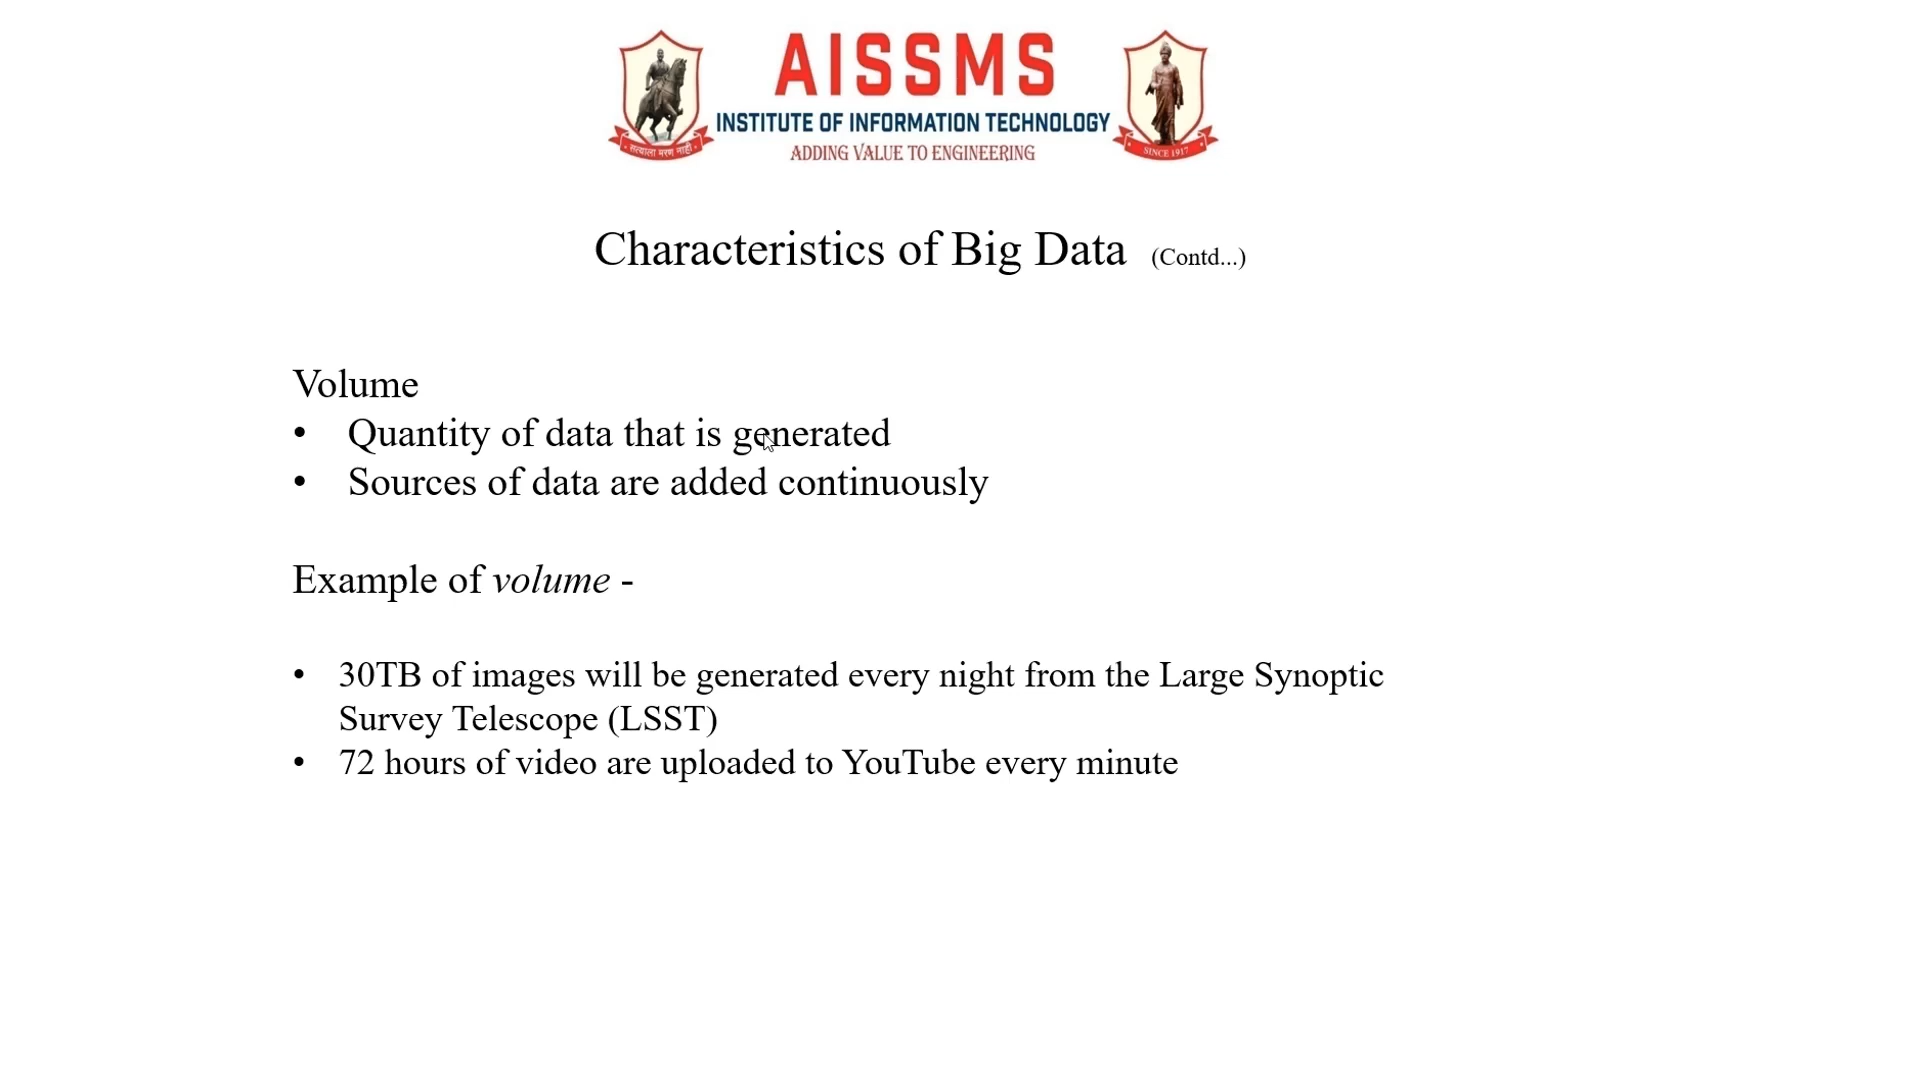 AISSMS
INSTITUTE OF INFORMATION TECHNOLOGY
ADDING VALUE TO ENGINEERING
सत्याला मरण नाही
SINCE 1917
Characteristics of Big Data (Contd...)
Volume
• Quantity of data that is generated
• Sources of data are added continuously
Example of volume -
• 30TB of images will be generated every night from the Large Synoptic
Survey Telescope (LSST)
• 72 hours of video are uploaded to YouTube every minute